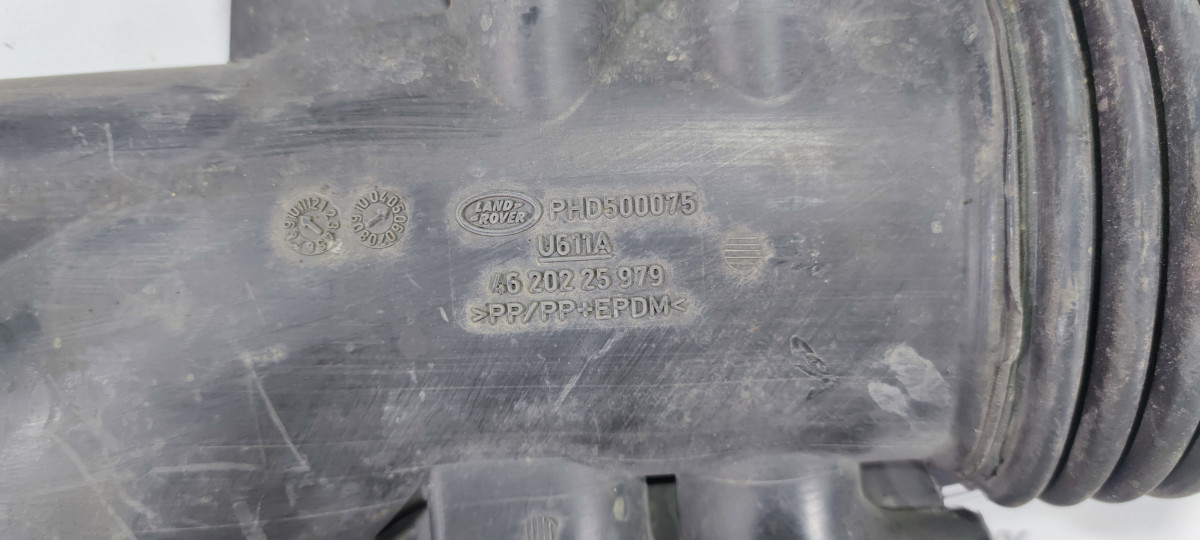 LAND ROVER
PHD500075
U611A
46 202 25 979
>PP/PP+EPDM<